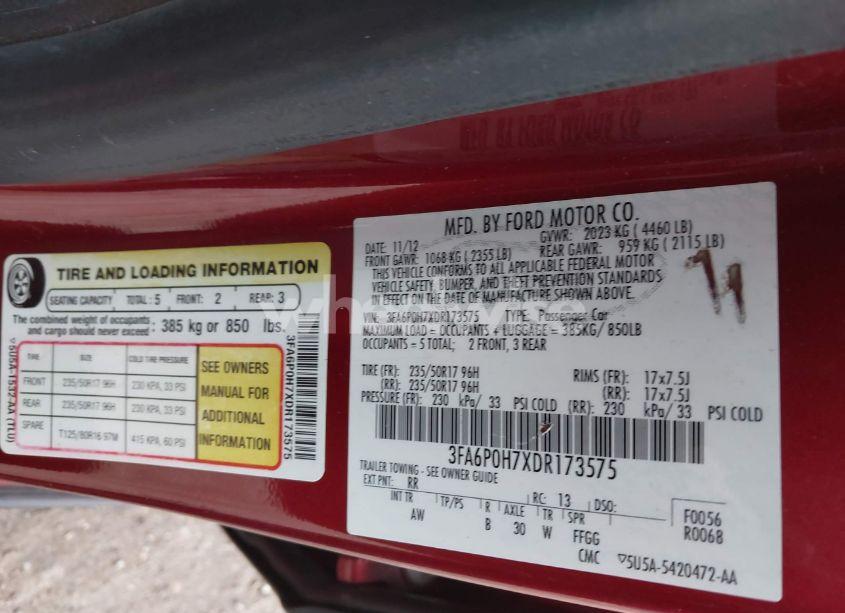 TIRE AND LOADING INFORMATION
SEATING CAPACITY TOTAL : 5 FRONT: 2 REAR: 3
The combined weight of occupants and cargo should never exceed : 385 kg or 850 lbs.
TIRE SIZE COLD TIRE PRESSURE
FRONT 235/50R17 96H 230 KPA, 33 PSI
REAR 235/50R17 96H 230 KPA, 33 PSI
SPARE T125/80R16 97M 415 KPA, 60 PSI
SEE OWNERS
MANUAL FOR
ADDITIONAL
INFORMATION
5U5A-1532-AA (TLU)
3FA6P0H7XDR173575
MFD. BY FORD MOTOR CO.
DATE: 11/12 GVWR: 2023 KG ( 4460 LB)
FRONT GAWR: 1068 KG ( 2355 LB) REAR GAWR: 959 KG ( 2115 LB)
THIS VEHICLE CONFORMS TO ALL APPLICABLE FEDERAL MOTOR
VEHICLE SAFETY, BUMPER, AND THEFT PREVENTION STANDARDS
IN EFFECT ON THE DATE OF MANUFACTURE SHOWN ABOVE.
VIN: 3FA6P0H7XDR173575 TYPE: Passenger Car
MAXIMUM LOAD = OCCUPANTS + LUGGAGE = 385KG/ 850LB
OCCUPANTS = 5 TOTAL; 2 FRONT, 3 REAR
TIRE (FR): 235/50R17 96H RIMS (FR): 17x7.5J
(RR): 235/50R17 96H (RR): 17x7.5J
PRESSURE (FR): 230 kPa/ 33 PSI COLD (RR): 230 kPa/ 33 PSI COLD
3FA6P0H7XDR173575
TRAILER TOWING - SEE OWNER GUIDE
EXT PNT: RR RC: 13 DSO:
INT TR TP/PS R AXLE TR SPR
AW B 30 W FFGG
CMC
F0056
R0068
5U5A-5420472-AA